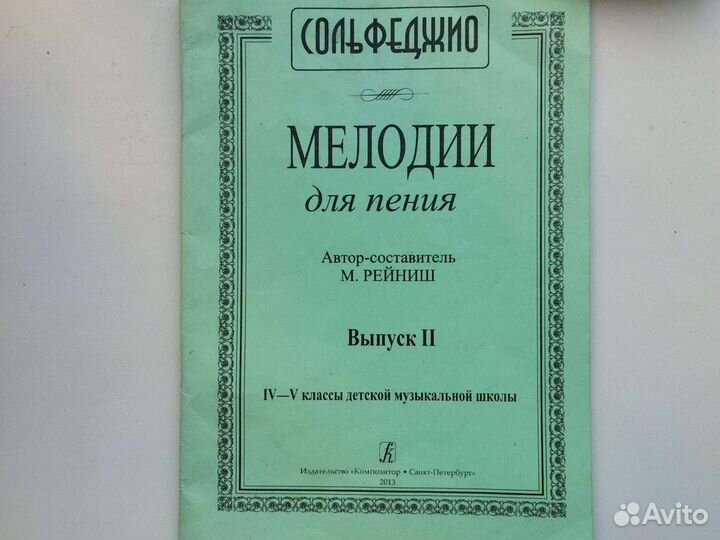 СОЛЬФЕДЖИО
МЕЛОДИИ
для пения
Автор-составитель
М. РЕЙНИШ
Выпуск II
IV—V классы детской музыкальной школы
Издательство «Композитор • Санкт-Петербург»
2013
Avito